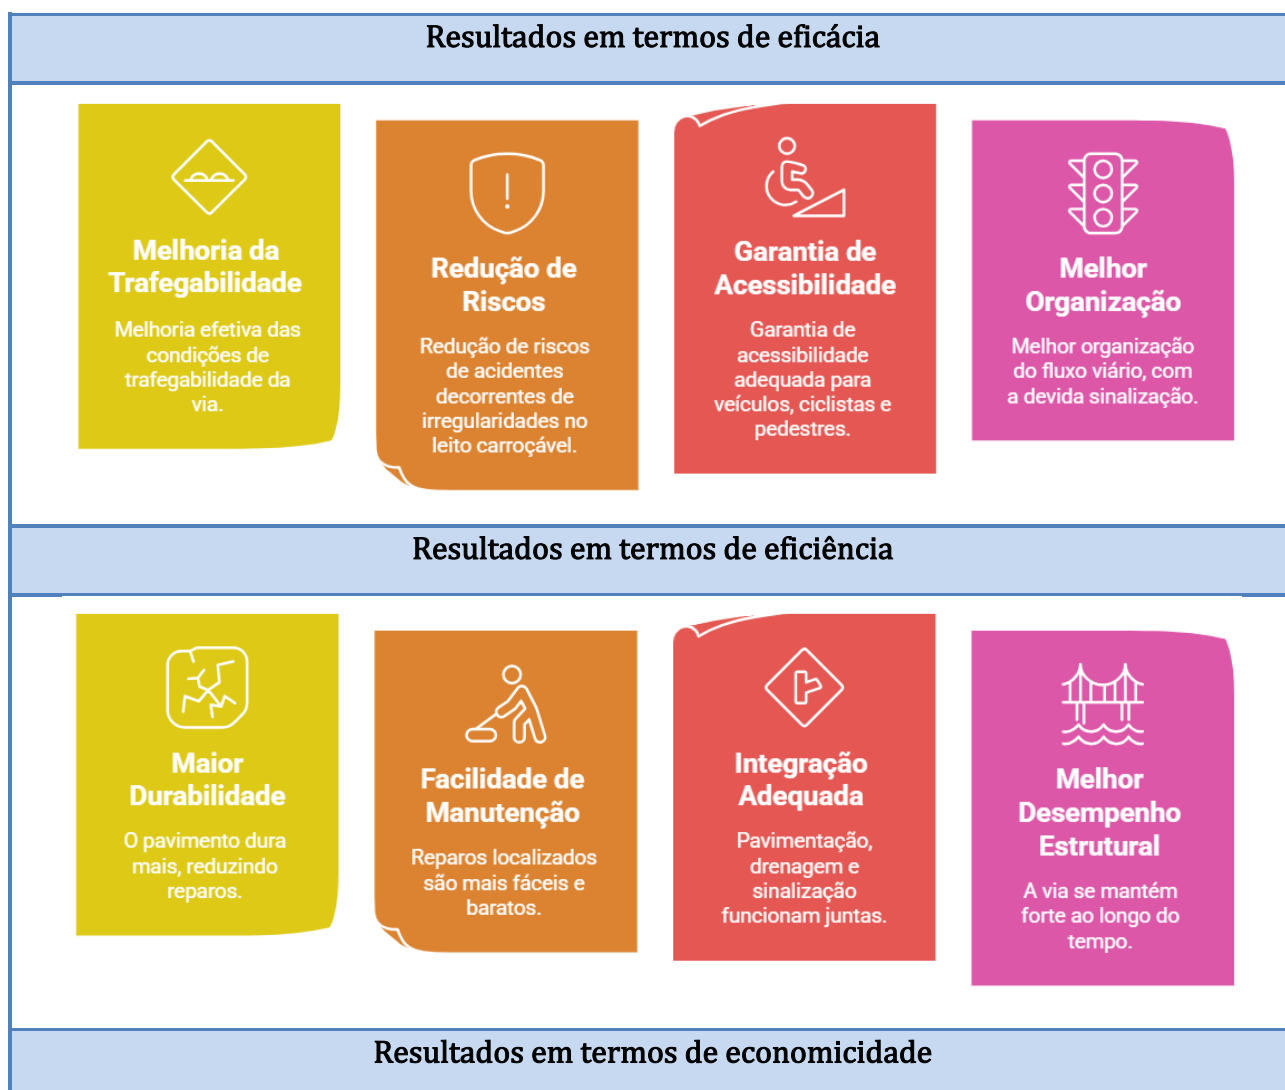 Resultados em termos de eficácia
Melhoria da
Trafegabilidade
Melhoria efetiva das
condições de
trafegabilidade da
via.
Redução de
Riscos
Redução de riscos
de acidentes
decorrentes de
irregularidades no
leito carroçável.
Garantia de
Acessibilidade
Garantia de
acessibilidade
adequada para
veículos, ciclistas e
pedestres.
Melhor
Organização
Melhor organização
do fluxo viário, com
a devida sinalização.
Resultados em termos de eficiência
Maior
Durabilidade
O pavimento dura
mais, reduzindo
reparos.
Facilidade de
Manutenção
Reparos localizados
são mais fáceis e
baratos.
Integração
Adequada
Pavimentação,
drenagem e
sinalização
funcionam juntas.
Melhor
Desempenho
Estrutural
A via se mantém
forte ao longo do
tempo.
Resultados em termos de economicidade